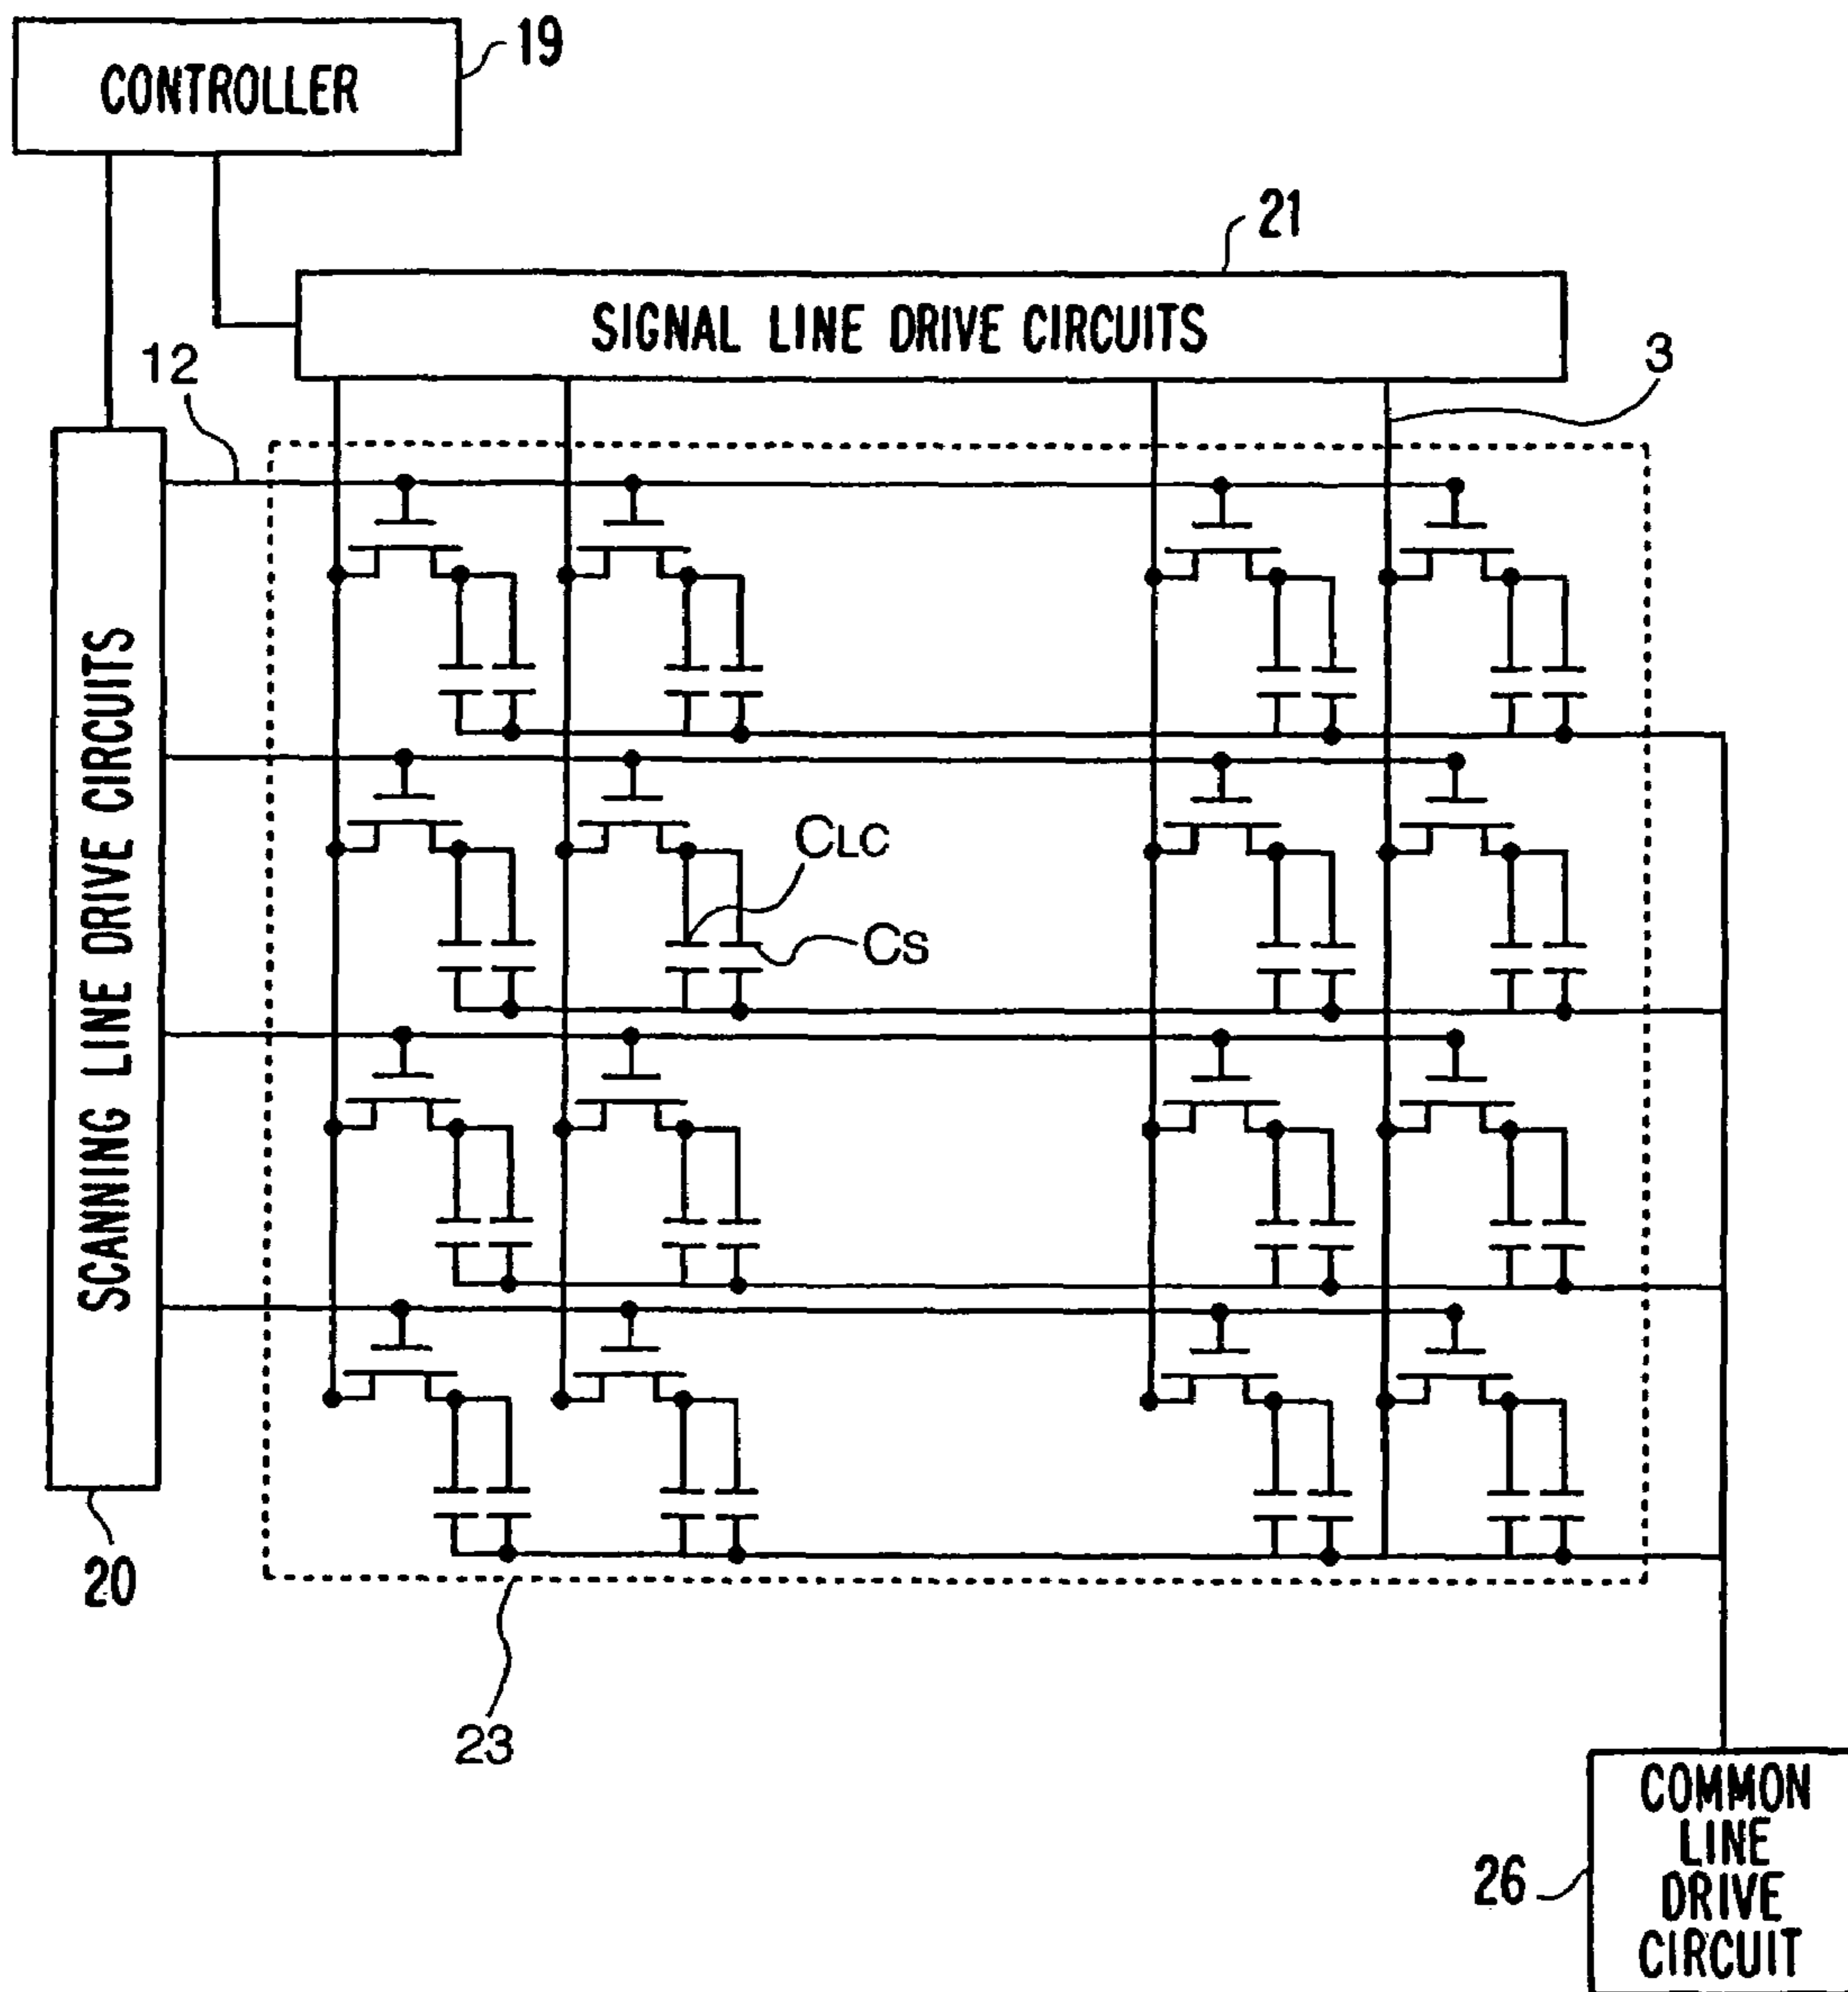 19
CONTROLLER
21
SIGNAL LINE DRIVE CIRCUITS
12
3
SCANNING LINE DRIVE CIRCUITS
CLC
CS
20
23
26
COMMON
LINE
DRIVE
CIRCUIT